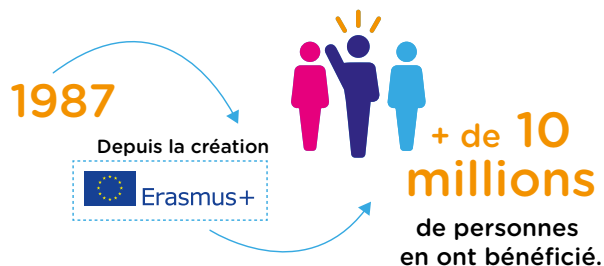 1987
Depuis la création
Erasmus+
+ de 10
millions
de personnes
en ont bénéficié.